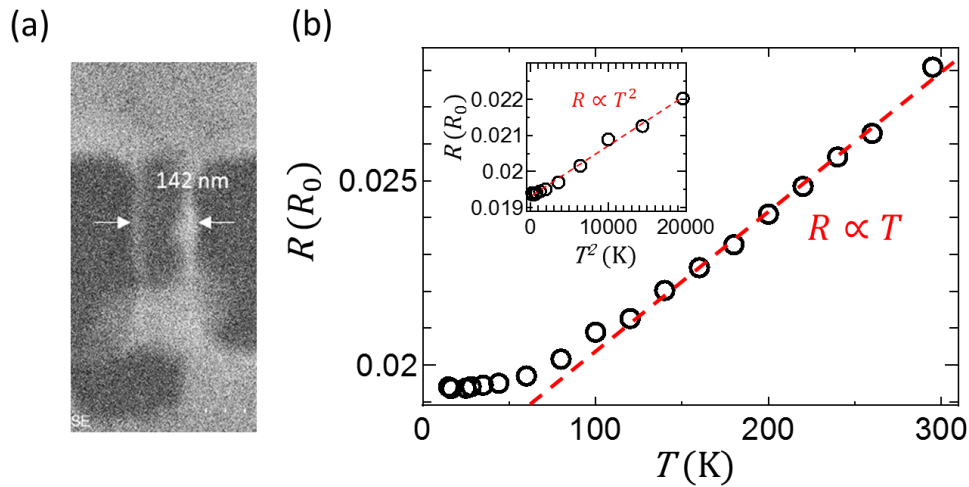 (a)
(b)
142 nm
SE
R (R₀)
0.025
0.02
0 100 200 300
T (K)
R ∝ T
R (R₀)
0.022
0.021
0.02
0.019
0 10000 20000
T² (K)
R ∝ T²